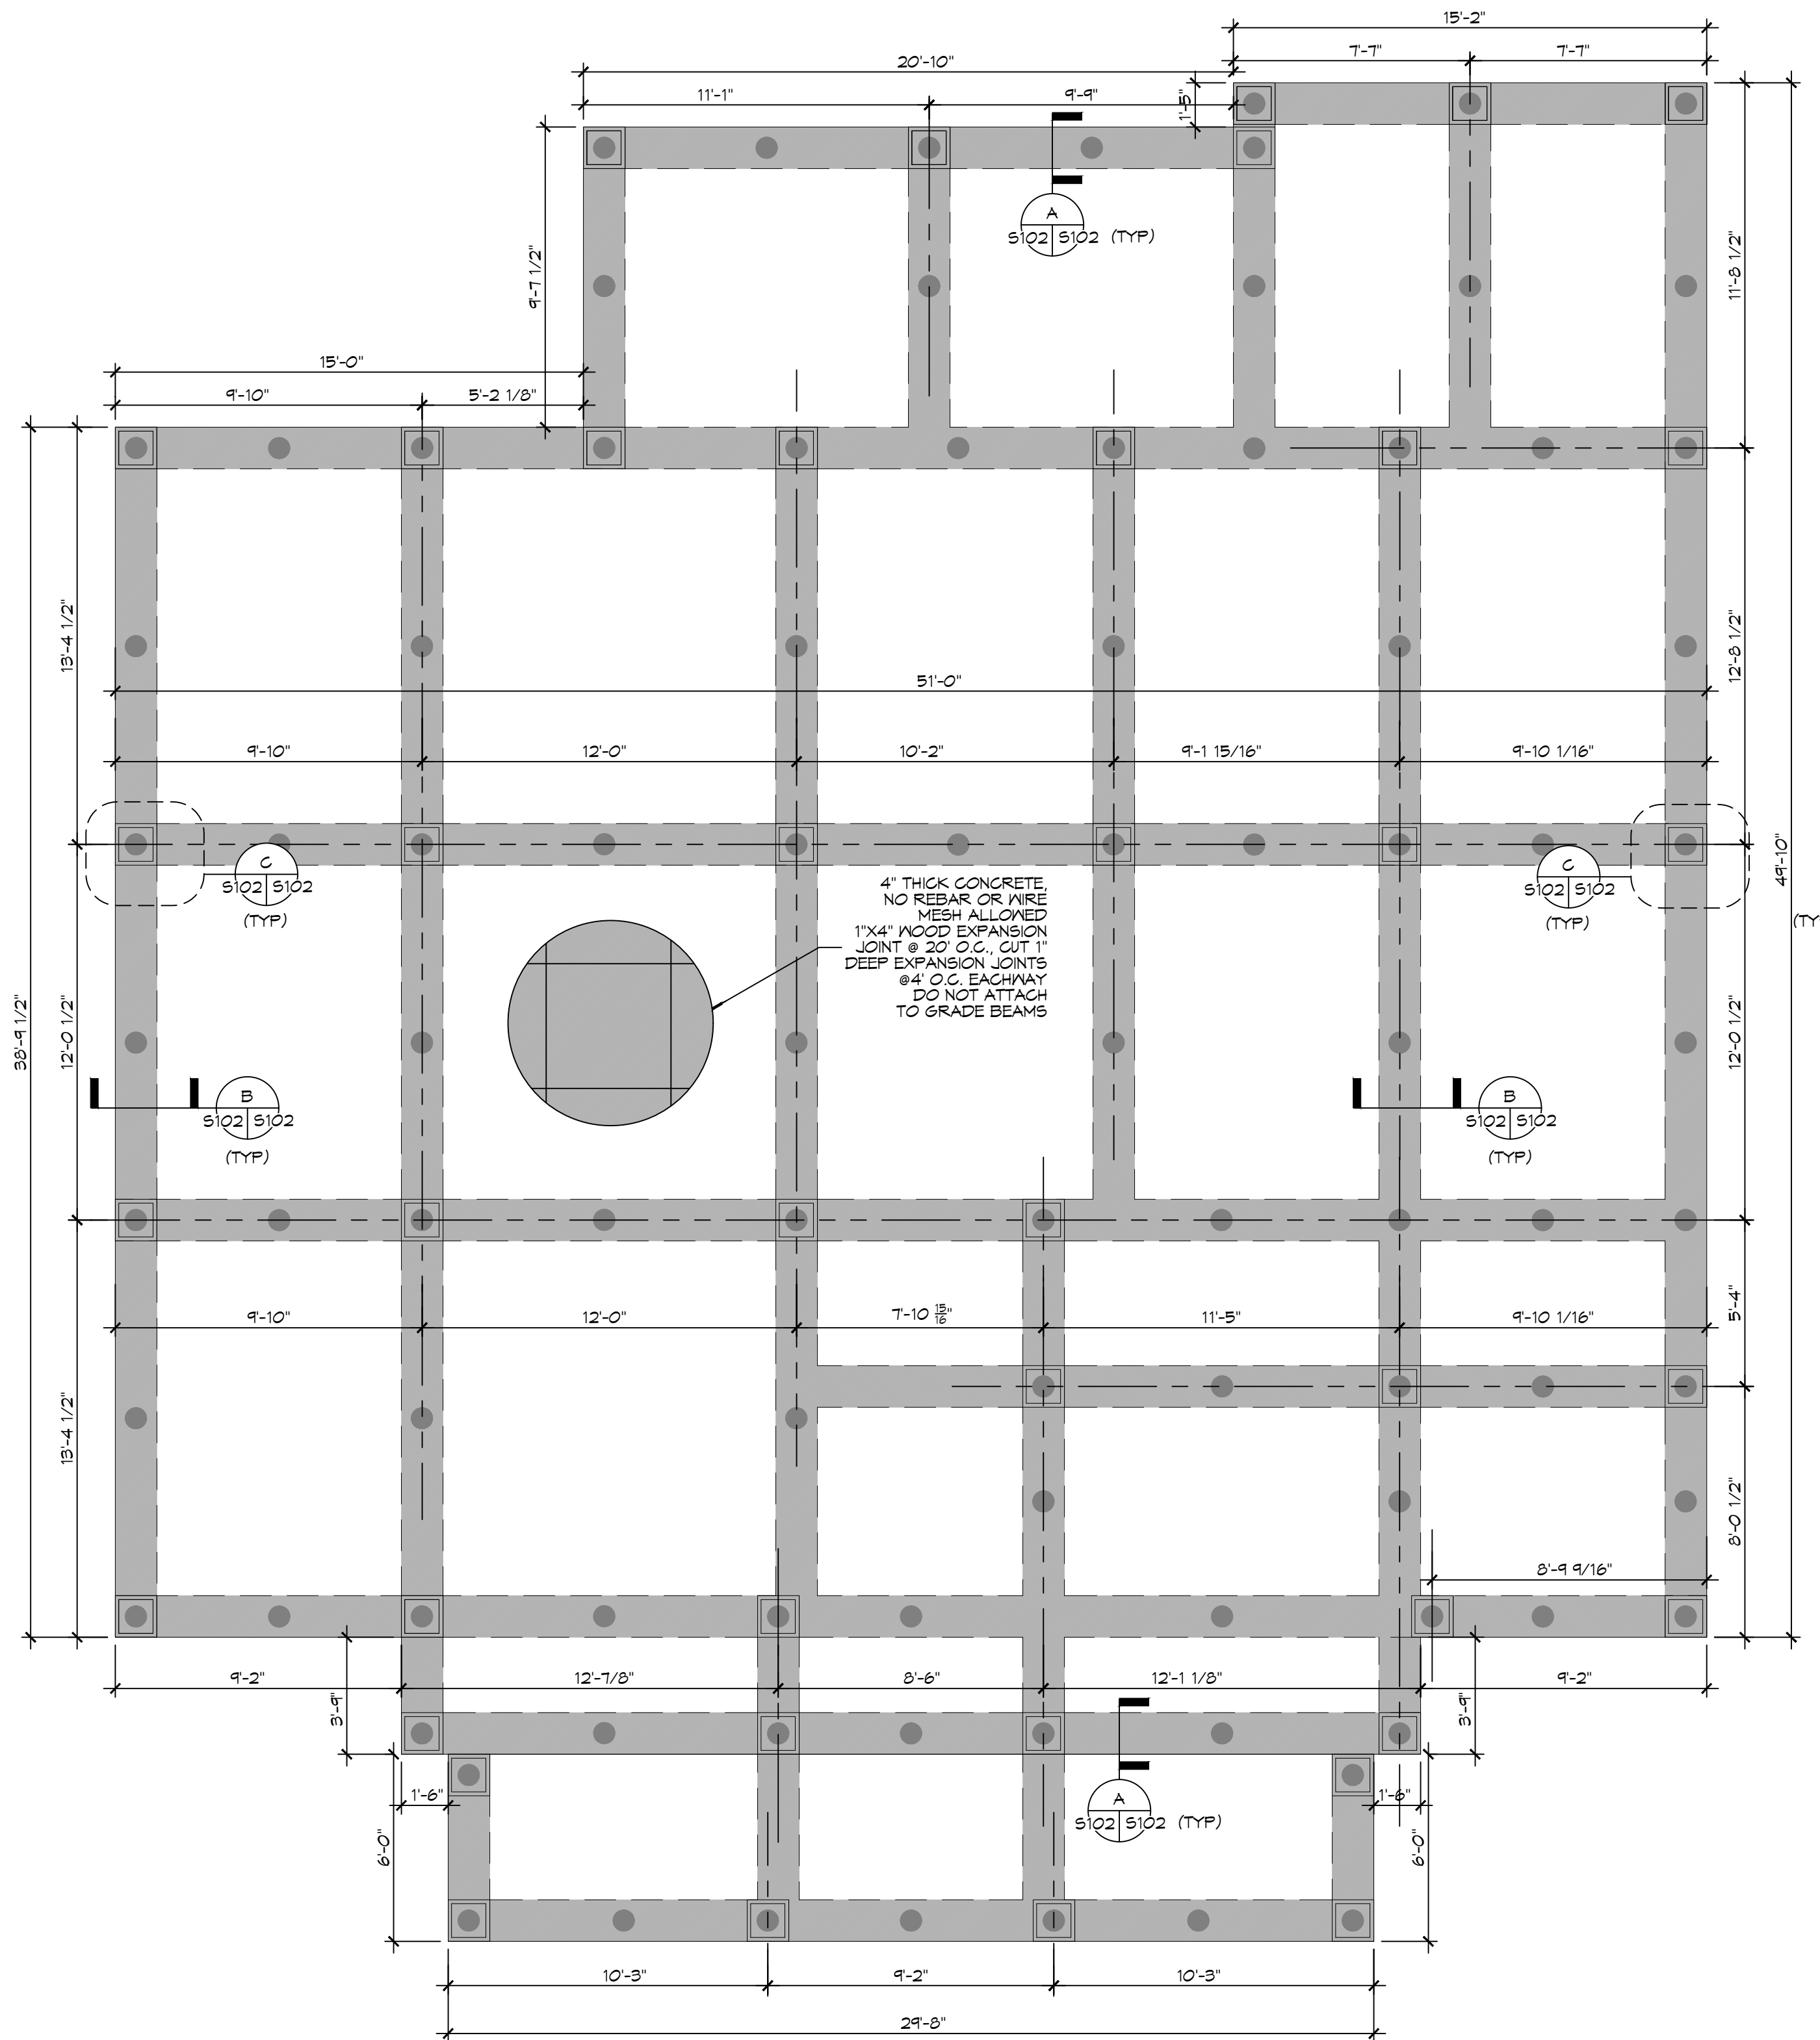 15'-2"
7'-7"
7'-7"
20'-10"
11'-1"
9'-9"
1'-5"
A
S102 S102 (TYP)
9'-7 1/2"
11'-8 1/2"
15'-0"
9'-10"
5'-2 1/8"
13'-4 1/2"
12'-8 1/2"
51'-0"
9'-10"
12'-0"
10'-2"
9'-1 15/16"
9'-10 1/16"
C
S102 S102
(TYP)
C
S102 S102
(TYP)
49'-10"
(TY
4" THICK CONCRETE,
NO REBAR OR WIRE
MESH ALLOWED
1"X4" WOOD EXPANSION
JOINT @ 20' O.C., CUT 1"
DEEP EXPANSION JOINTS
@4' O.C. EACHWAY
DO NOT ATTACH
TO GRADE BEAMS
38'-9 1/2"
12'-0 1/2"
12'-0 1/2"
B
S102 S102
(TYP)
B
S102 S102
(TYP)
9'-10"
12'-0"
7'-10 15/16"
11'-5"
9'-10 1/16"
5'-4"
13'-4 1/2"
8'-0 1/2"
8'-9 9/16"
9'-2"
12'-7/8"
8'-6"
12'-1 1/8"
9'-2"
3'-9"
3'-9"
1'-6"
1'-6"
A
S102 S102 (TYP)
6'-0"
6'-0"
10'-3"
9'-2"
10'-3"
29'-8"